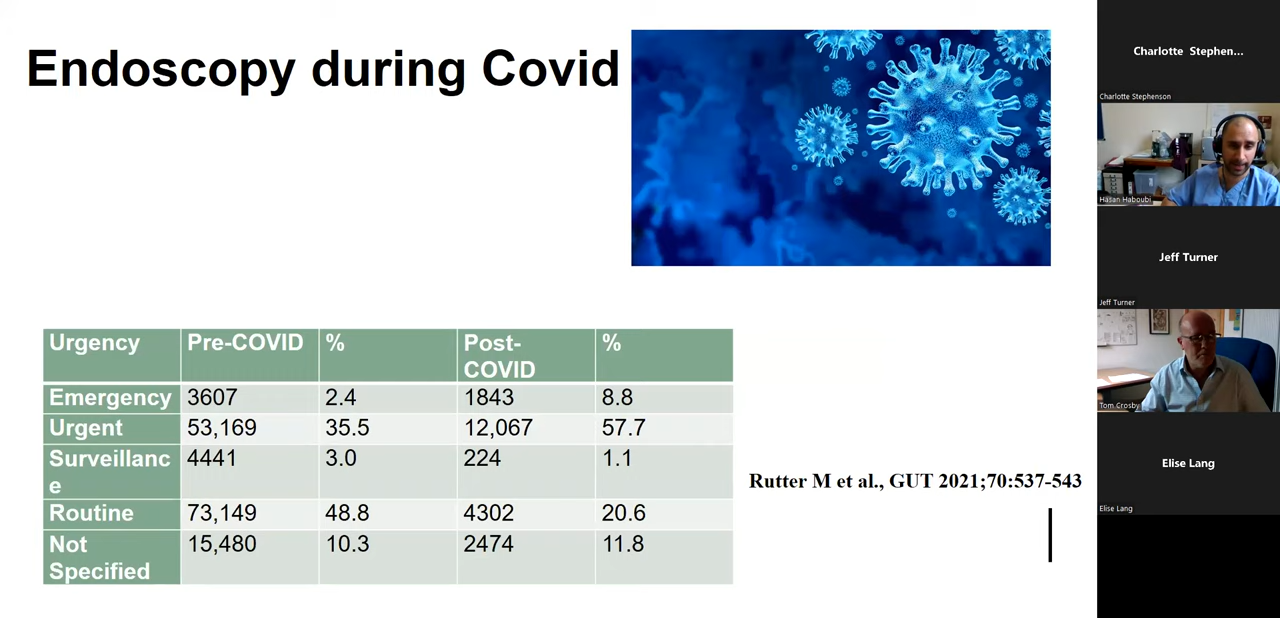 Endoscopy during Covid
Urgency Pre-COVID % Post-
COVID %
Emergency 3607 2.4 1843 8.8
Urgent 53,169 35.5 12,067 57.7
Surveillanc
e 4441 3.0 224 1.1
Routine 73,149 48.8 4302 20.6
Not
Specified 15,480 10.3 2474 11.8
Rutter M et al., GUT 2021;70:537-543
Charlotte Stephen...
Charlotte Stephenson
Hasan Haboubi
Jeff Turner
Jeff Turner
Tom Crosby
Elise Lang
Elise Lang